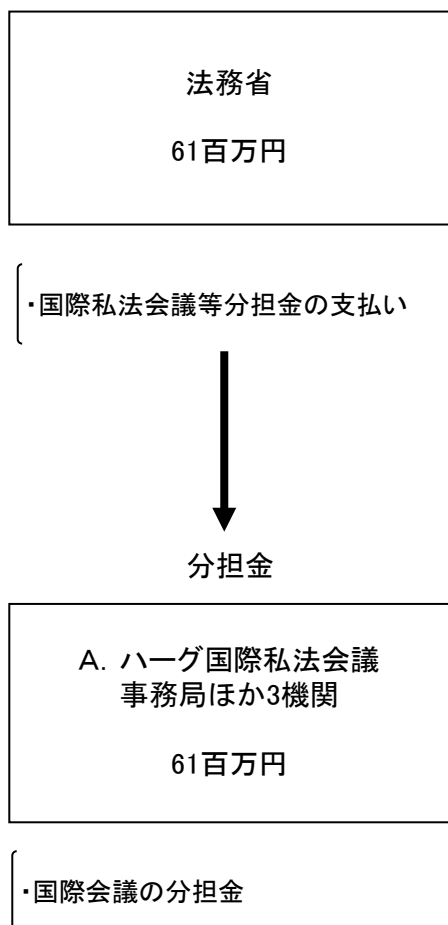 法務省
61百万円
・国際私法会議等分担金の支払い
分担金
A．ハーグ国際私法会議
事務局ほか3機関
61百万円
・国際会議の分担金